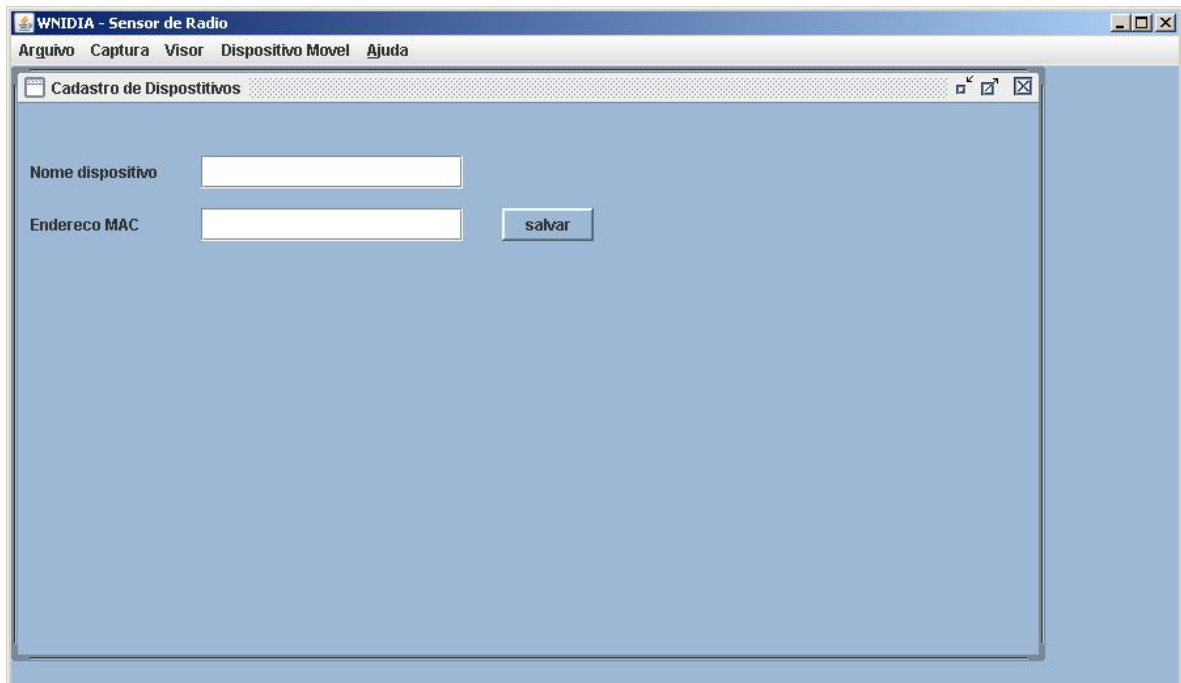 WNIDIA - Sensor de Radio
Arquivo Captura Visor Dispositivo Movel Ajuda
Cadastro de Dispostitivos
Nome dispositivo
Endereco MAC salvar